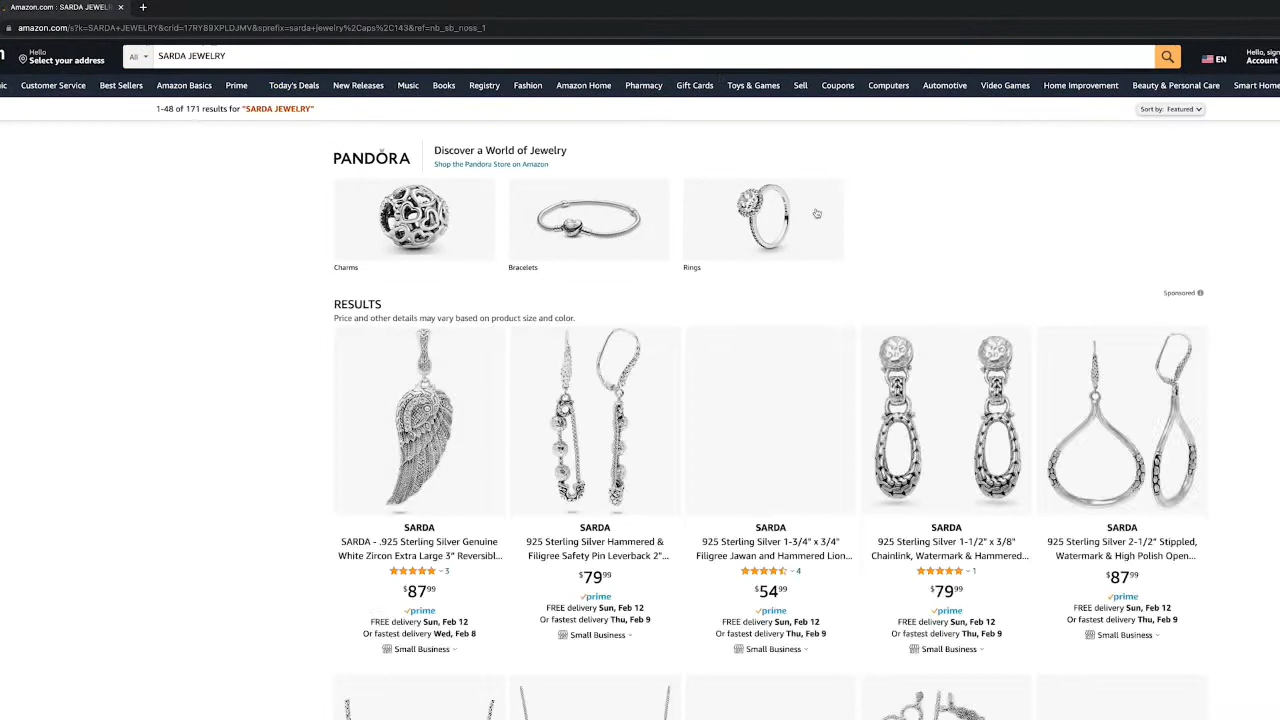 Amazon.com : SARDA JEWELR
amazon.com/s?k=SARDA+JEWELRY&crid=17RY89XPLDJMV&sprefix=sarda+jewelry%2Caps%2C143&ref=nb_sb_noss_1
Hello
Select your address
All
SARDA JEWELRY
EN
Hello, sign
Account
ic Customer Service Best Sellers Amazon Basics Prime Today's Deals New Releases Music Books Registry Fashion Amazon Home Pharmacy Gift Cards Toys & Games Sell Coupons Computers Automotive Video Games Home Improvement Beauty & Personal Care Smart Home
1-48 of 171 results for "SARDA JEWELRY"
Sort by: Featured
PANDORA
Discover a World of Jewelry
Shop the Pandora Store on Amazon
Charms
Bracelets
Rings
Sponsored
RESULTS
Price and other details may vary based on product size and color.
SARDA
SARDA - .925 Sterling Silver Genuine
White Zircon Extra Large 3" Reversibl...
3
$87.99
prime
FREE delivery Sun, Feb 12
Or fastest delivery Wed, Feb 8
Small Business
SARDA
925 Sterling Silver Hammered &
Filigree Safety Pin Leverback 2"...
$79.99
prime
FREE delivery Sun, Feb 12
Or fastest delivery Thu, Feb 9
Small Business
SARDA
925 Sterling Silver 1-3/4" x 3/4"
Filigree Jawan and Hammered Lion...
4
$54.99
prime
FREE delivery Sun, Feb 12
Or fastest delivery Thu, Feb 9
Small Business
SARDA
925 Sterling Silver 1-1/2" x 3/8"
Chainlink, Watermark & Hammered...
1
$79.99
prime
FREE delivery Sun, Feb 12
Or fastest delivery Thu, Feb 9
Small Business
SARDA
925 Sterling Silver 2-1/2" Stippled,
Watermark & High Polish Open...
$87.99
prime
FREE delivery Sun, Feb 12
Or fastest delivery Thu, Feb 9
Small Business